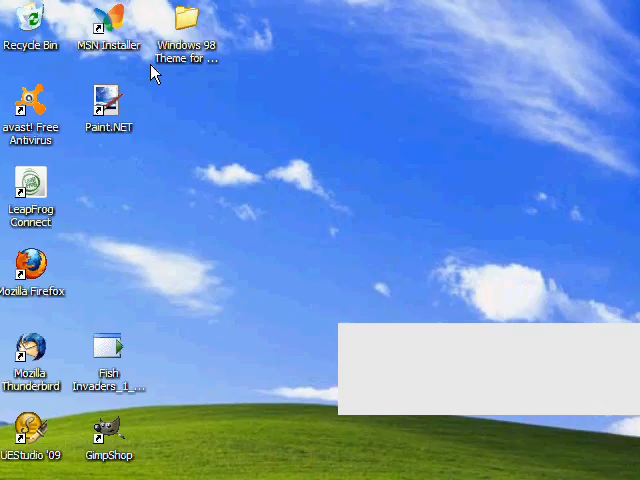 Recycle Bin
MSN Installer
Windows 98
Theme for ...
avast! Free
Antivirus
Paint.NET
LeapFrog
Connect
Mozilla Firefox
Mozilla
Thunderbird
Fish
Invaders_1_...
UEStudio '09
GimpShop